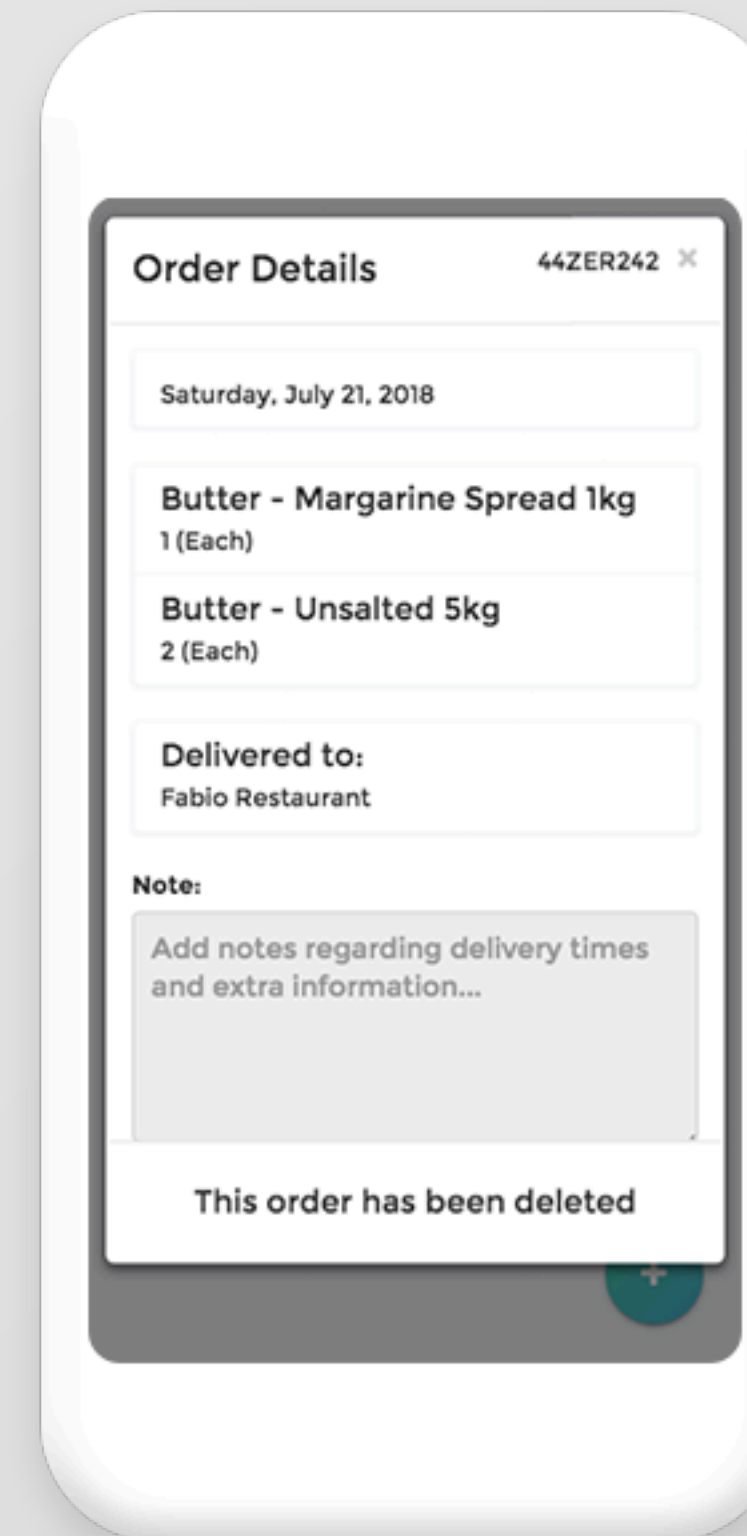 Order Details
44ZER242 ×
Saturday, July 21, 2018
Butter - Margarine Spread 1kg
1 (Each)
Butter - Unsalted 5kg
2 (Each)
Delivered to:
Fabio Restaurant
Note:
Add notes regarding delivery times
and extra information...
This order has been deleted
+